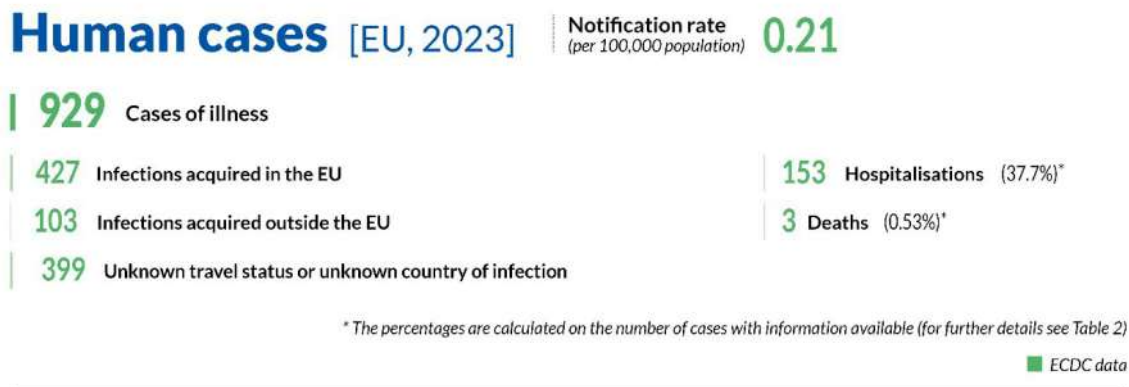 Human cases [EU, 2023] Notification rate (per 100,000 population) 0.21
929 Cases of illness
427 Infections acquired in the EU
153 Hospitalisations (37.7%)*
103 Infections acquired outside the EU
3 Deaths (0.53%)*
399 Unknown travel status or unknown country of infection
* The percentages are calculated on the number of cases with information available (for further details see Table 2)
ECDC data